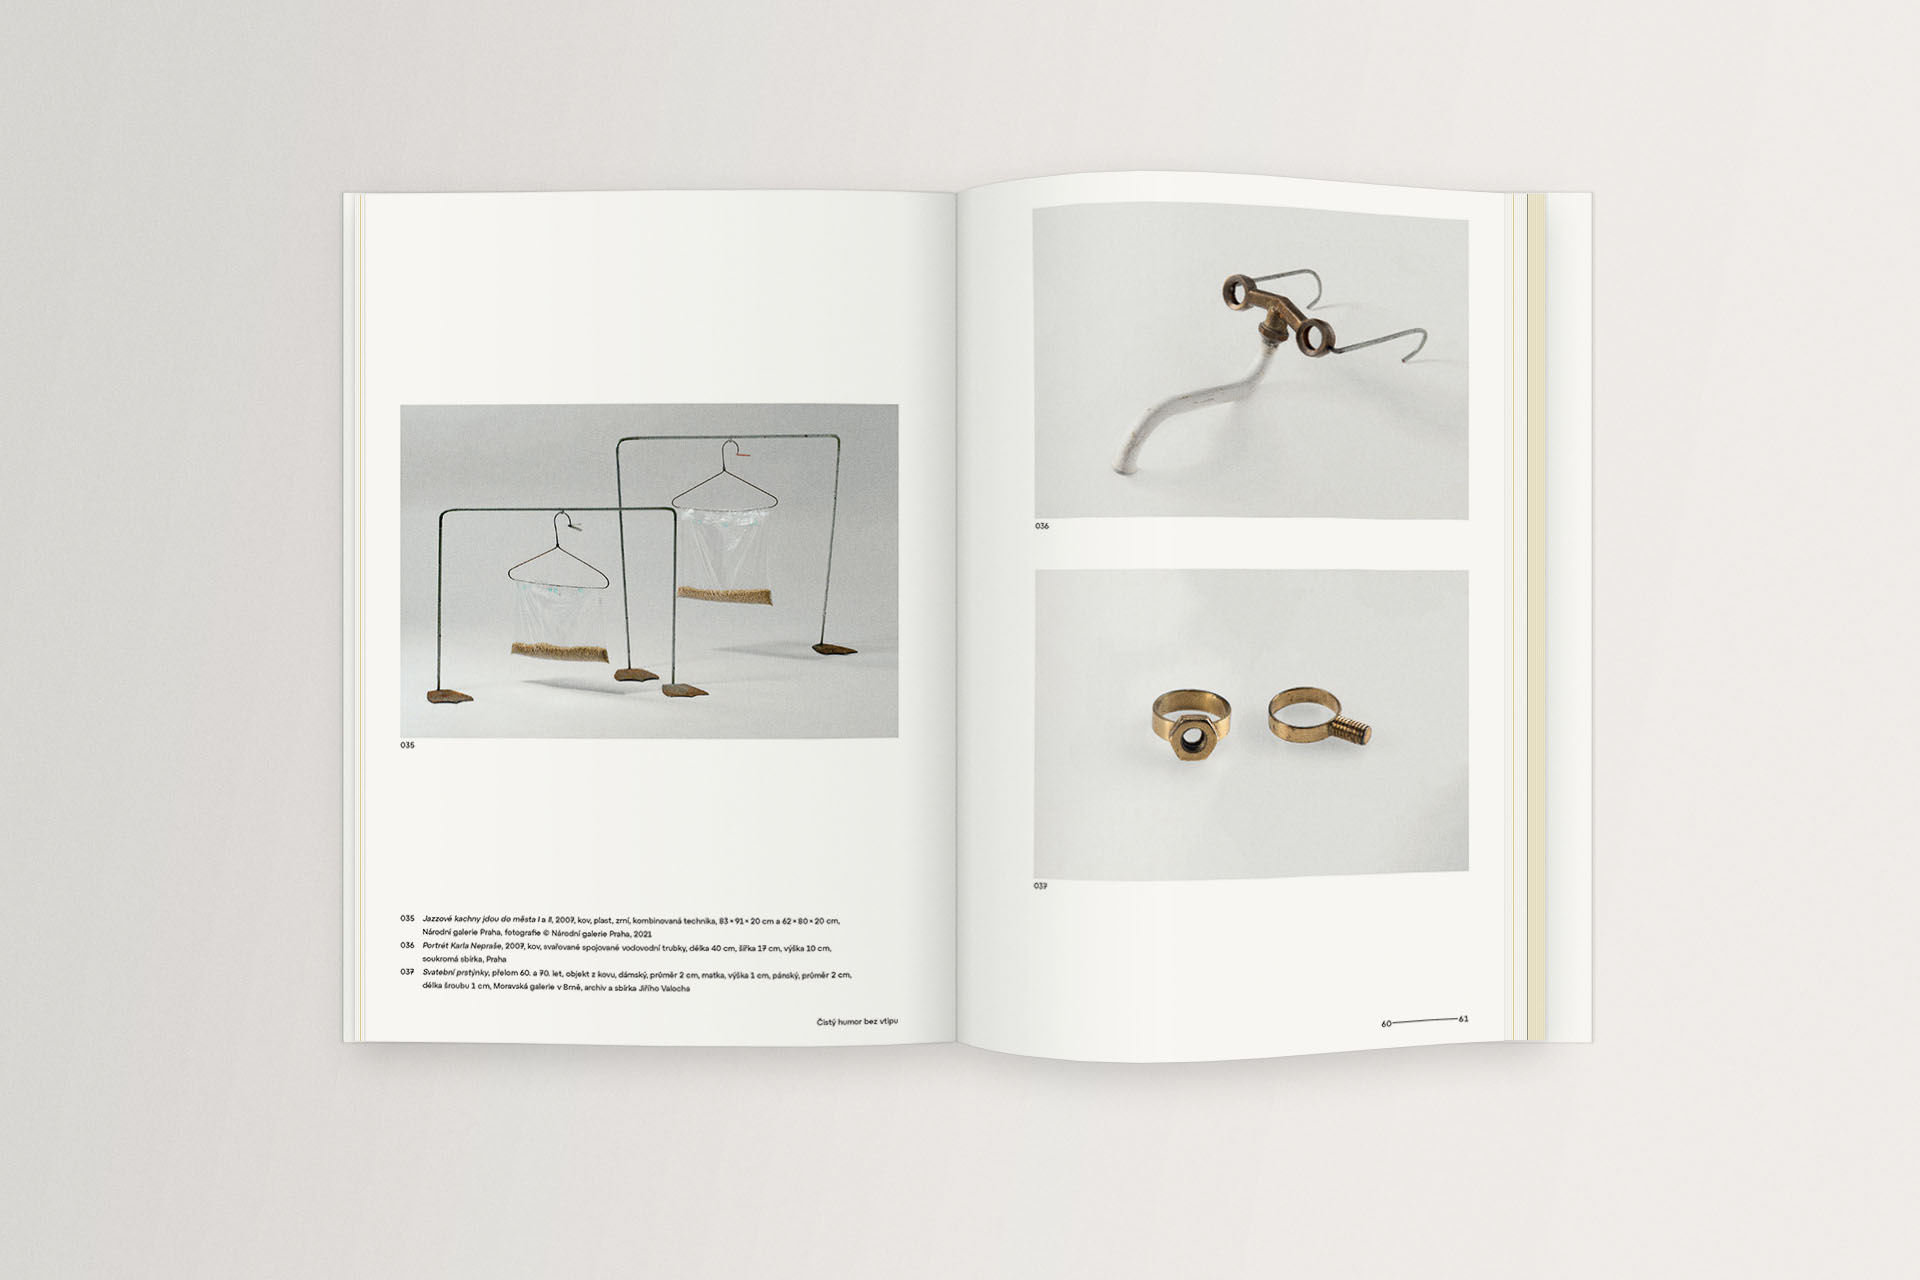 035
035 Jazzové kachny jdou do města I a II, 2007, kov, plast, zrní, kombinovaná technika, 83 × 91 × 20 cm a 62 × 80 × 20 cm,
Národní galerie Praha, fotografie © Národní galerie Praha, 2021
036 Portrét Karla Nepraše, 2007, kov, svařované spojované vodovodní trubky, délka 40 cm, šířka 17 cm, výška 10 cm,
soukromá sbírka, Praha
037 Svatební prstýnky, přelom 60. a 70. let, objekt z kovu, dámský, průměr 2 cm, matka, výška 1 cm, pánský, průměr 2 cm,
délka šroubu 1 cm, Moravská galerie v Brně, archiv a sbírka Jiřího Valocha
Čistý humor bez vtipu
036
037
60 61